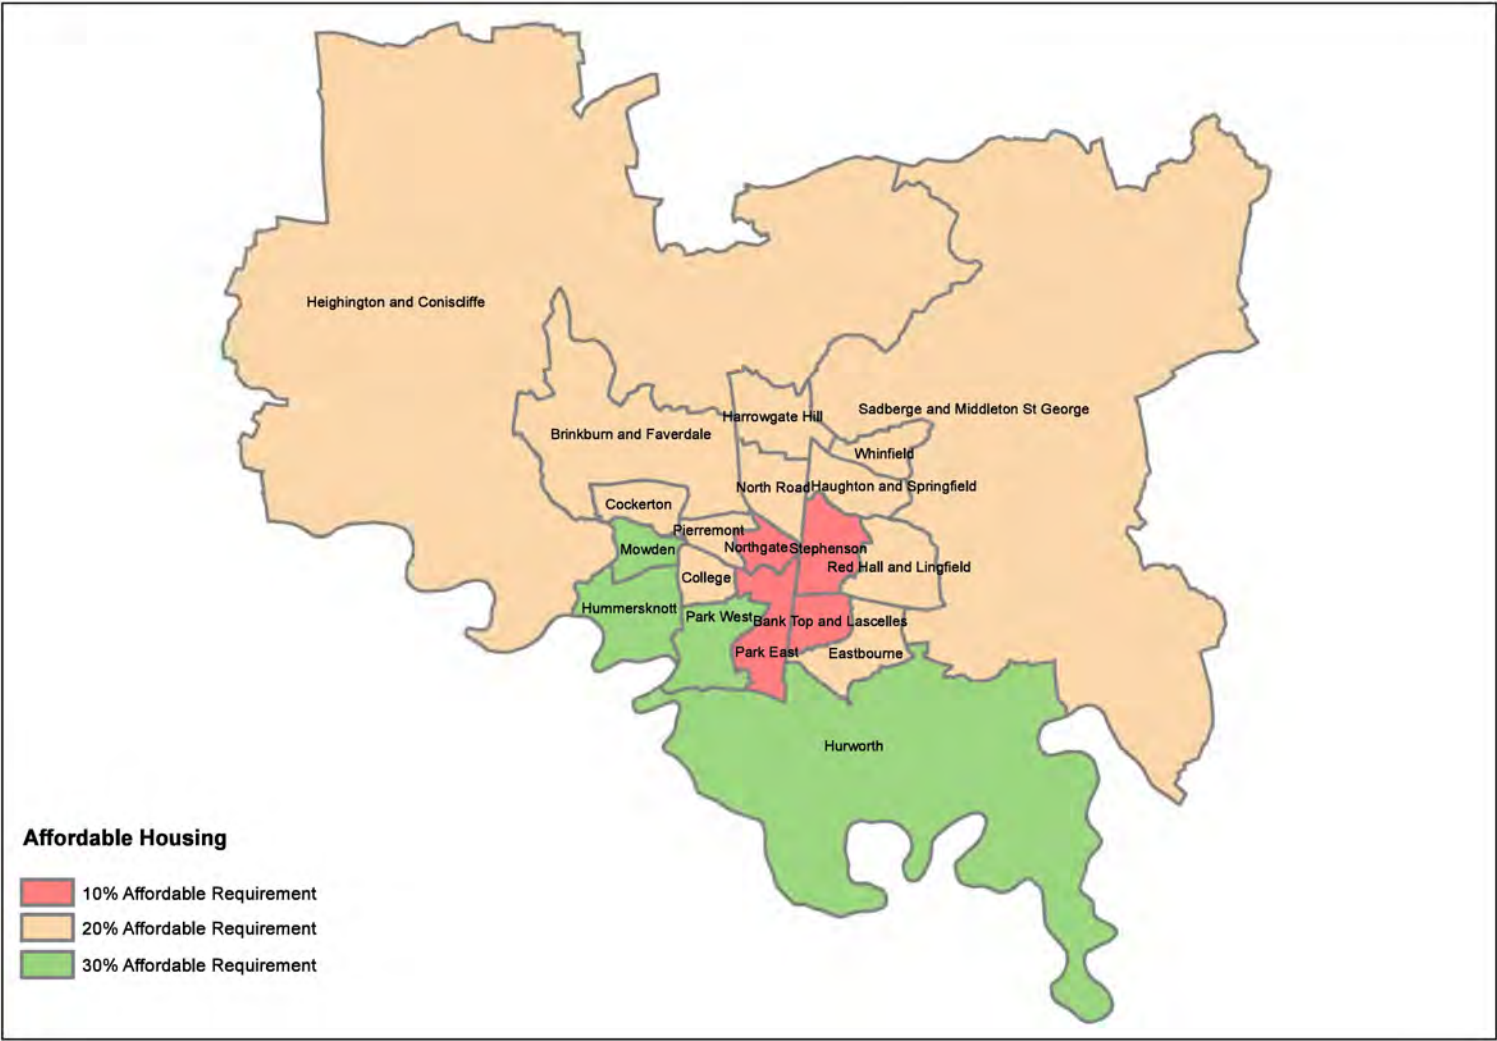 Heighington and Coniscliffe
Harrowgate Hill
Sadberge and Middleton St George
Brinkburn and Faverdale
Whinfield
North Road
Haughton and Springfield
Cockerton
Pierremont
Mowden
Northgate
Stephenson
Red Hall and Lingfield
College
Hummersknott
Park West
Bank Top and Lascelles
Park East
Eastbourne
Hurworth
Affordable Housing
10% Affordable Requirement
20% Affordable Requirement
30% Affordable Requirement